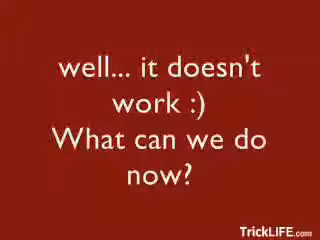 well... it doesn't
work :)
What can we do
now?
TrickLIFE.com